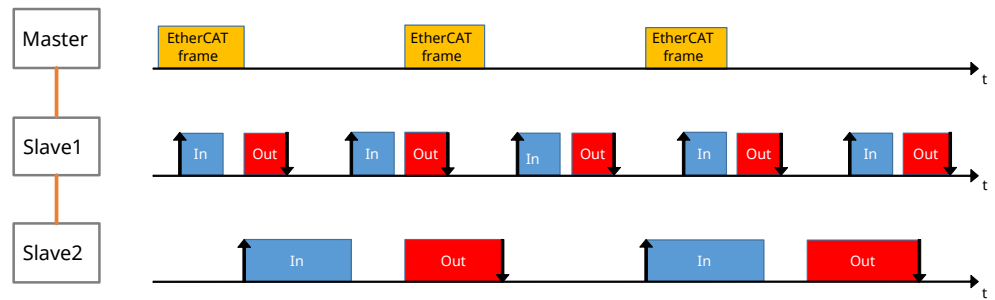 Master
EtherCAT
frame
EtherCAT
frame
EtherCAT
frame
t
Slave1
In
Out
In
Out
In
Out
In
Out
In
Out
t
Slave2
In
Out
In
Out
t